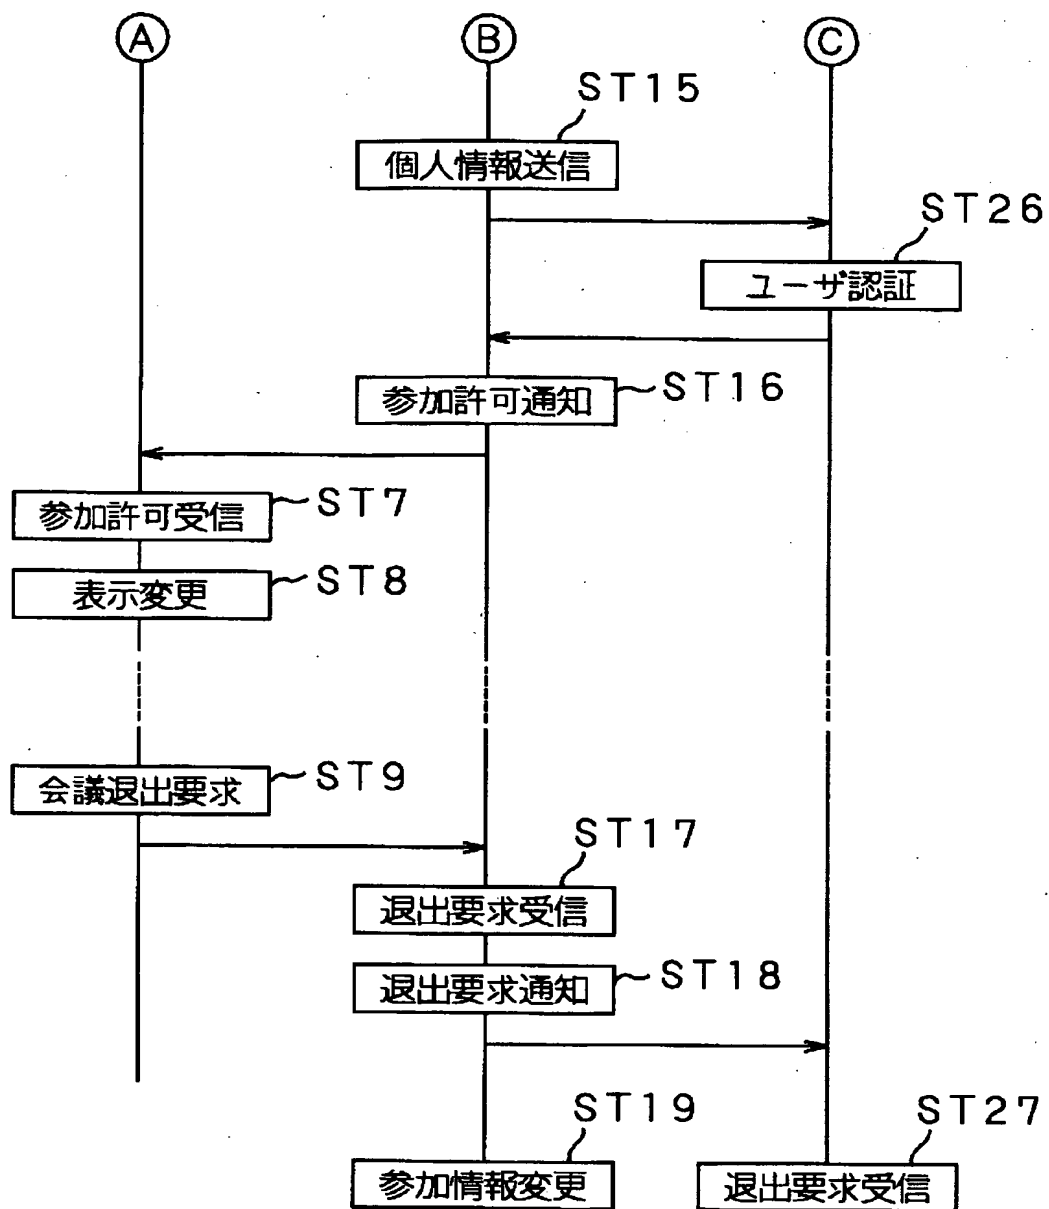 A B C
ST15
個人情報送信
ST26
ユーザ認証
参加許可通知 ST16
参加許可受信 ST7
表示変更 ST8
会議退出要求 ST9
ST17
退出要求受信
退出要求通知 ST18
ST19 ST27
参加情報変更 退出要求受信